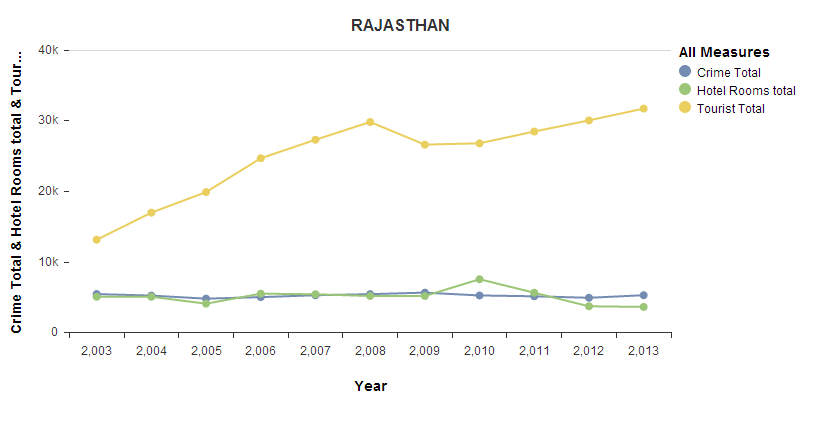 RAJASTHAN
Crime Total & Hotel Rooms total & Tour...
40k
30k
20k
10k
0
2,003 2,004 2,005 2,006 2,007 2,008 2,009 2,010 2,011 2,012 2,013
Year
All Measures
Crime Total
Hotel Rooms total
Tourist Total